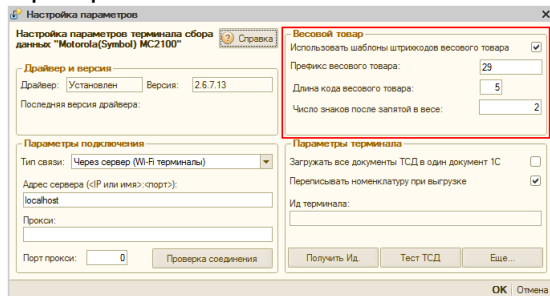 Настройка параметров
Настройка параметров терминала сбора
данных "Motorola(Symbol) MC2100"
Справка
Драйвер и версия
Драйвер: Установлен Версия: 2.6.7.13
Последняя версия драйвера:
Параметры подключения
Тип связи: Через сервер (Wi-Fi терминалы)
Адрес сервера (<IP или имя>:<порт>):
localhost
Прокси:
Порт прокси: 0 Проверка соединения
Весовой товар
Использовать шаблоны штрихкодов весового товара
Префикс весового товара: 29
Длина кода весового товара: 5
Число знаков после запятой в весе: 2
Параметры терминала
Загружать все документы ТСД в один документ 1С
Переписывать номенклатуру при выгрузке
Ид терминала:
Получить Ид. Тест ТСД Еще...
OK Отмена